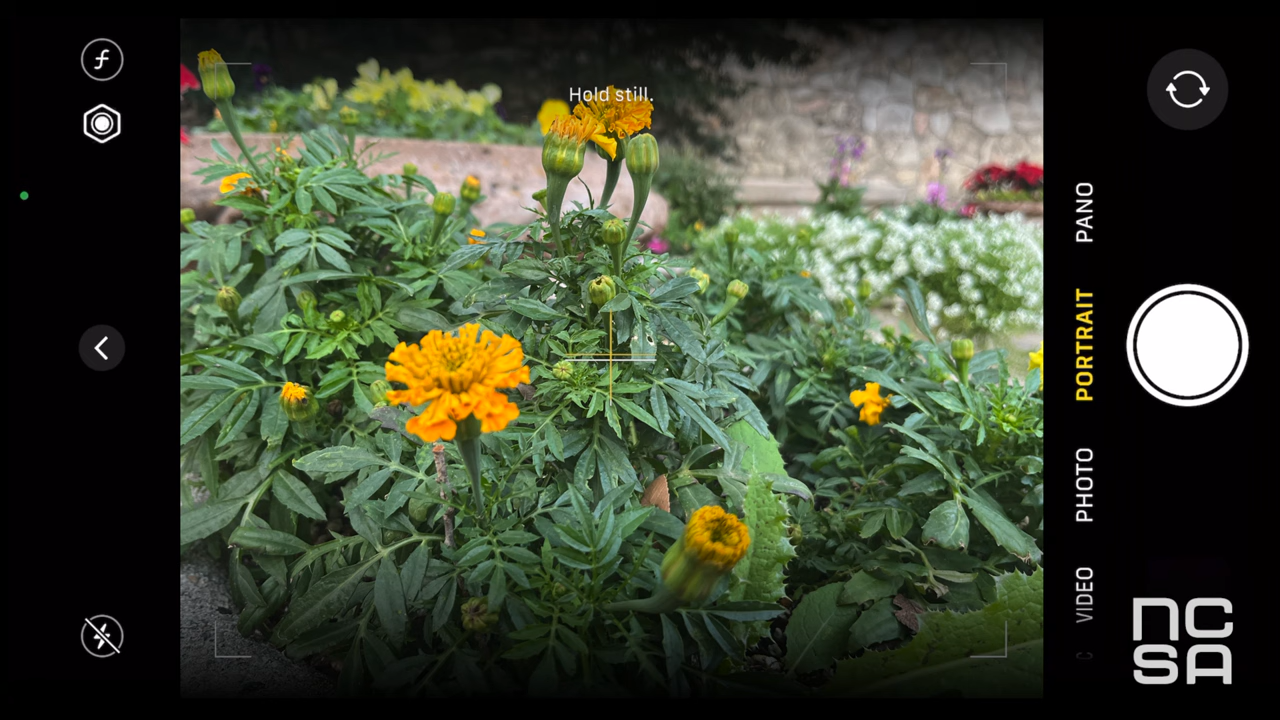 f
Hold still.
PANO
PORTRAIT
PHOTO
VIDEO
C
NC
SA